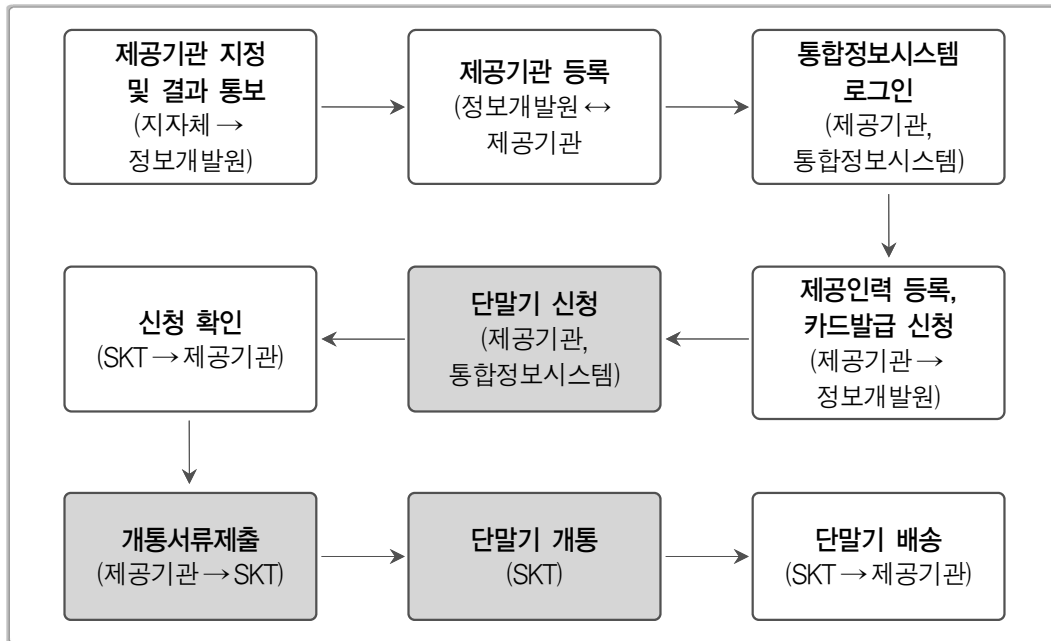 제공기관 지정
및 결과 통보
(지자체 →
정보개발원)
제공기관 등록
(정보개발원 ↔
제공기관
통합정보시스템
로그인
(제공기관,
통합정보시스템)
제공인력 등록,
카드발급 신청
(제공기관 →
정보개발원)
단말기 신청
(제공기관,
통합정보시스템)
신청 확인
(SKT → 제공기관)
개통서류제출
(제공기관 → SKT)
단말기 개통
(SKT)
단말기 배송
(SKT → 제공기관)